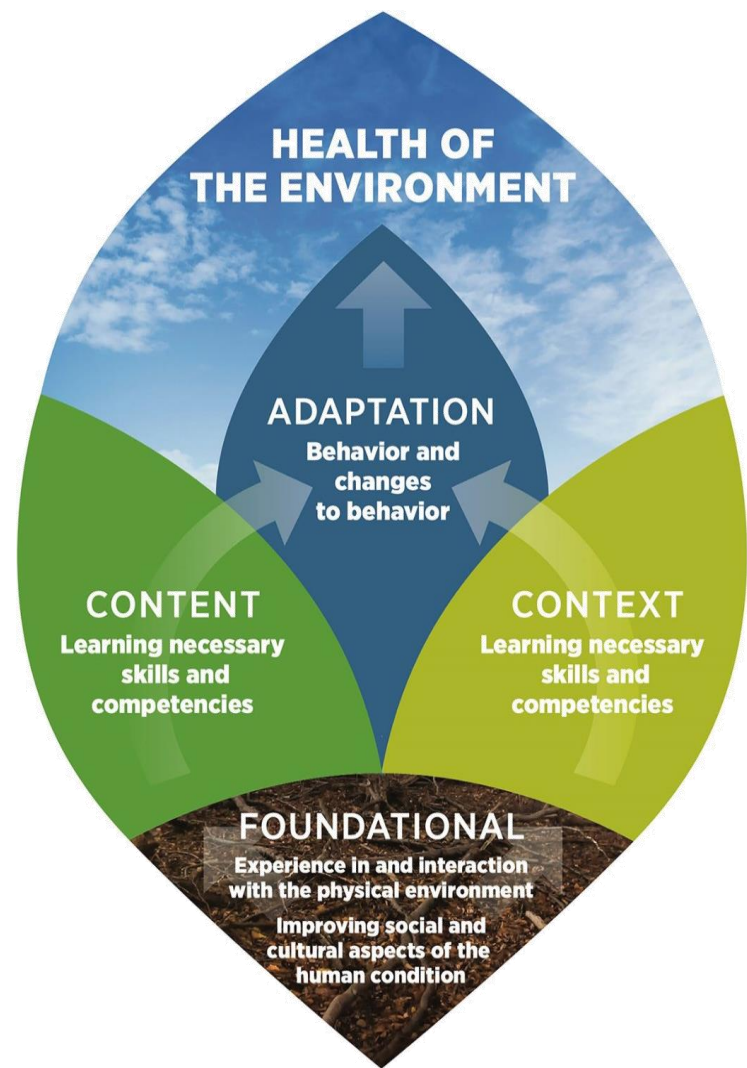 HEALTH OF
THE ENVIRONMENT
ADAPTATION
Behavior and
changes
to behavior
CONTENT
Learning necessary
skills and
competencies
CONTEXT
Learning necessary
skills and
competencies
FOUNDATIONAL
Experience in and interaction
with the physical environment
Improving social and
cultural aspects of the
human condition